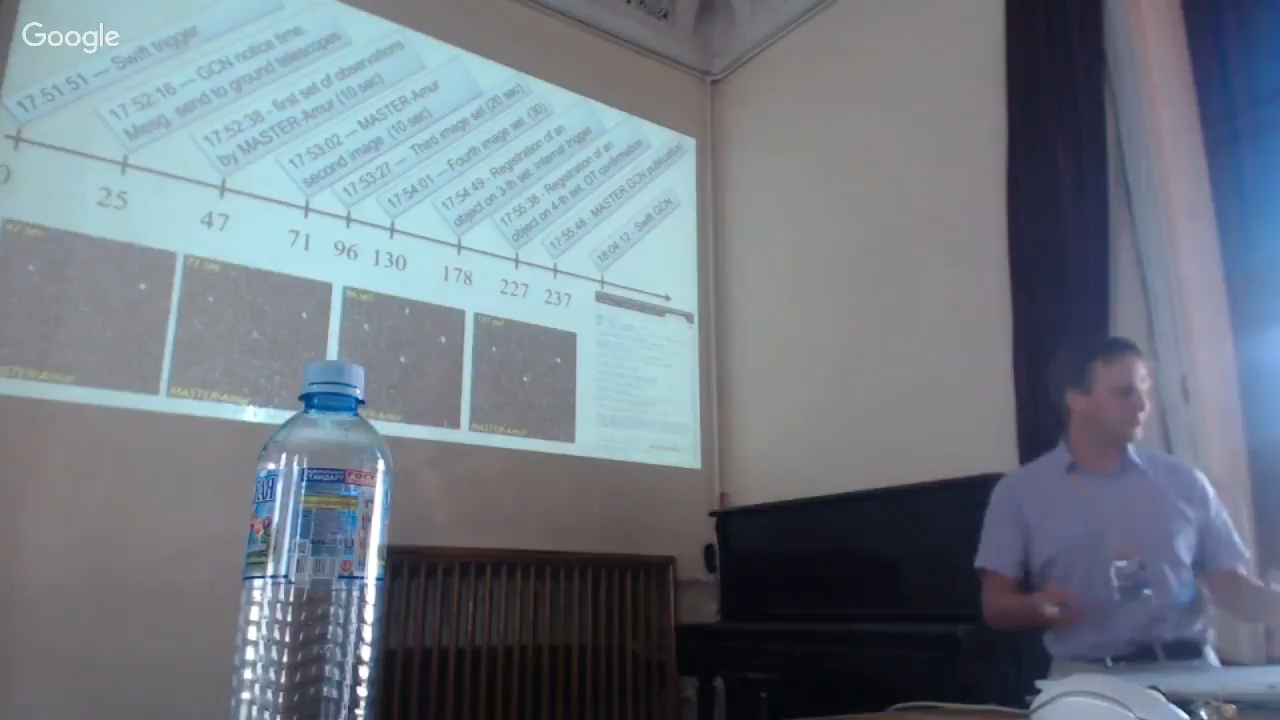 Google
17:51:51 — Swift trigger
17:52:16 — GCN notice time.
Mesg. send to ground telescopes
17:52:38 - first set of observations
by MASTER-Amur (10 sec)
17:53:02 — MASTER-Amur
second image (10 sec)
17:53:27 — Third image set (20 sec)
17:54:01 — Fourth image set (30)
17:54:49 - Registration of an
object on 3-th set. Internal trigger
17:55:38 - Registration of an
object on 4-th set. OT confirmation
17:55:48 - MASTER GCN publication
18:04:12 - Swift GCN
0
25
47
71
96
130
178
227
237
MASTER-Amur
MASTER-Amur
ГОСТ